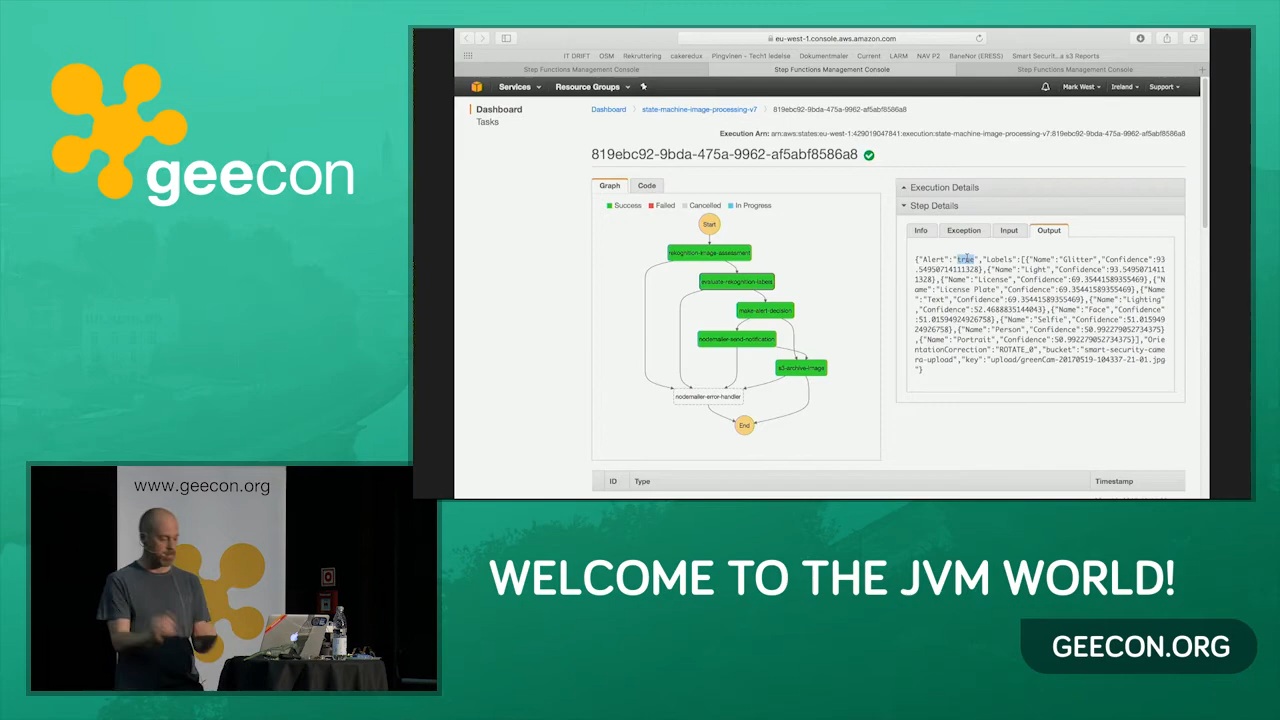 geecon
www.geecon.org
WELCOME TO THE JVM WORLD!
GEECON.ORG
eu-west-1.console.aws.amazon.com
IT DRIFT OSM Rekruttering cakeredux Pingvinen - Tech1 ledelse Dokumentmaler Current LARM NAV P2 BaneNor (ERESS) Smart Securit...a s3 Reports
Step Functions Management Console
Step Functions Management Console
Step Functions Management Console
Services
Resource Groups
Mark West
Ireland
Support
Dashboard
Tasks
Dashboard
state-machine-image-processing-v7
819ebc92-9bda-475a-9962-af5abf8586a8
Execution Arn: arn:aws:states:eu-west-1:429019047841:execution:state-machine-image-processing-v7:819ebc92-9bda-475a-9962-af5abf8586a8
819ebc92-9bda-475a-9962-af5abf8586a8
Graph
Code
Success
Failed
Cancelled
In Progress
Start
rekognition-image-assessment
evaluate-rekognition-labels
make-alert-decision
nodemailer-send-notification
s3-archive-image
nodemailer-error-handler
End
Execution Details
Step Details
Info
Exception
Input
Output
{"Alert":"true","Labels":[{"Name":"Glitter","Confidence":93
.54950714111328},{"Name":"Light","Confidence":93.5495071411
1328},{"Name":"License","Confidence":69.35441589355469},{"N
ame":"License Plate","Confidence":69.35441589355469},{"Name
":"Text","Confidence":69.35441589355469},{"Name":"Lighting"
,"Confidence":52.4688835144043},{"Name":"Face","Confidence"
:51.01594924926758},{"Name":"Selfie","Confidence":51.01594
924926758},{"Name":"Person","Confidence":50.992279052734375}
,{"Name":"Portrait","Confidence":50.992279052734375}],"Orie
ntationCorrection":"ROTATE_0","bucket":"smart-security-came
ra-upload","key":"upload/greenCam-20170519-104337-21-01.jpg
"}
ID
Type
Timestamp